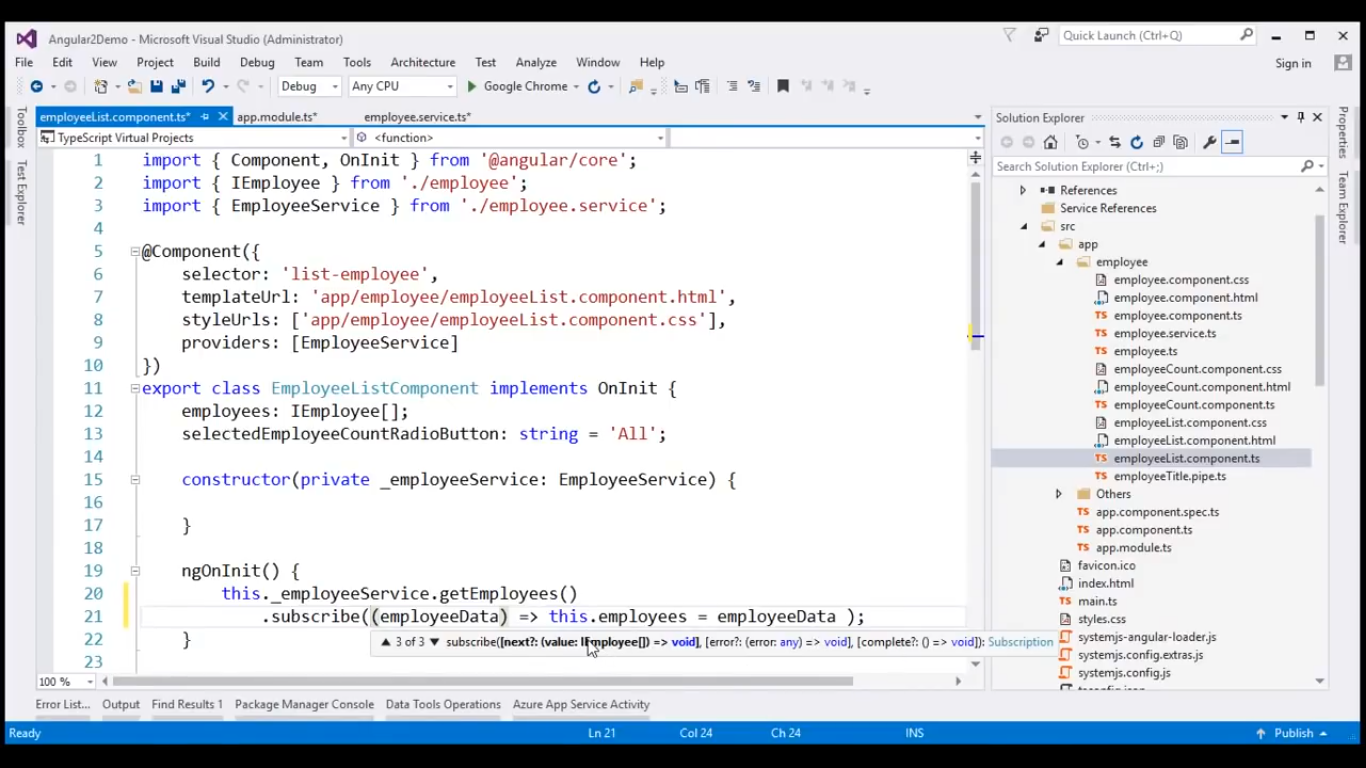 Angular2Demo - Microsoft Visual Studio (Administrator)
Quick Launch (Ctrl+Q)
File Edit View Project Build Debug Team Tools Architecture Test Analyze Window Help
Sign in
Debug Any CPU Google Chrome
employeeList.component.ts* app.module.ts* employee.service.ts*
TypeScript Virtual Projects <function>
Toolbox
Test Explorer
1 import { Component, OnInit } from '@angular/core';
2 import { IEmployee } from './employee';
3 import { EmployeeService } from './employee.service';
4
5 @Component({
6 selector: 'list-employee',
7 templateUrl: 'app/employee/employeeList.component.html',
8 styleUrls: ['app/employee/employeeList.component.css'],
9 providers: [EmployeeService]
10 })
11 export class EmployeeListComponent implements OnInit {
12 employees: IEmployee[];
13 selectedEmployeeCountRadioButton: string = 'All';
14
15 constructor(private _employeeService: EmployeeService) {
16
17 }
18
19 ngOnInit() {
20 this._employeeService.getEmployees()
21 .subscribe((employeeData) => this.employees = employeeData );
22 }
▲ 3 of 3 ▼ subscribe([next?: (value: IEmployee[]) => void], [error?: (error: any) => void], [complete?: () => void]): Subscription
23
100 %
Solution Explorer
Search Solution Explorer (Ctrl+;)
References
Service References
src
app
employee
employee.component.css
employee.component.html
TS employee.component.ts
TS employee.service.ts
TS employee.ts
employeeCount.component.css
employeeCount.component.html
TS employeeCount.component.ts
employeeList.component.css
employeeList.component.html
TS employeeList.component.ts
TS employeeTitle.pipe.ts
Others
TS app.component.spec.ts
TS app.component.ts
TS app.module.ts
favicon.ico
index.html
TS main.ts
styles.css
systemjs-angular-loader.js
systemjs.config.extras.js
systemjs.config.js
Properties
Team Explorer
Error List... Output Find Results 1 Package Manager Console Data Tools Operations Azure App Service Activity
Ready Ln 21 Col 24 Ch 24 INS Publish